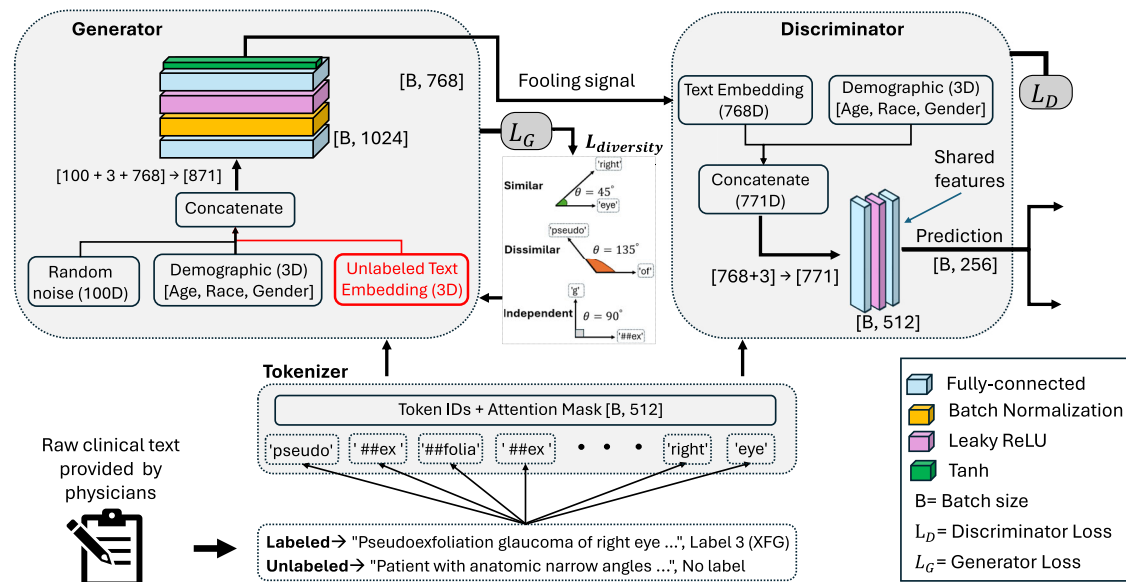 Generator
[B, 768]
[B, 1024]
[100 + 3 + 768]→[871]
Concatenate
Random
noise (100D)
Demographic (3D)
[Age, Race, Gender]
Unlabeled Text
Embedding (3D)
Fooling signal
L_G
L_diversity
Similar
'right'
θ = 45°
'eye'
Dissimilar
'pseudo'
θ = 135°
'of'
Independent
'g'
θ = 90°
'##ex'
Discriminator
L_D
Text Embedding
(768D)
Demographic (3D)
[Age, Race, Gender]
Concatenate
(771D)
Shared
features
[768+3]→[771]
Prediction
[B, 256]
[B, 512]
Tokenizer
Token IDs + Attention Mask [B, 512]
'pseudo'
' ##ex '
'##folia'
' ##ex '
• • •
'right'
'eye'
Raw clinical text
provided by
physicians
Labeled→ "Pseudoexfoliation glaucoma of right eye ...", Label 3 (XFG)
Unlabeled→ "Patient with anatomic narrow angles ...", No label
Fully-connected
Batch Normalization
Leaky ReLU
Tanh
B= Batch size
L_D= Discriminator Loss
L_G= Generator Loss